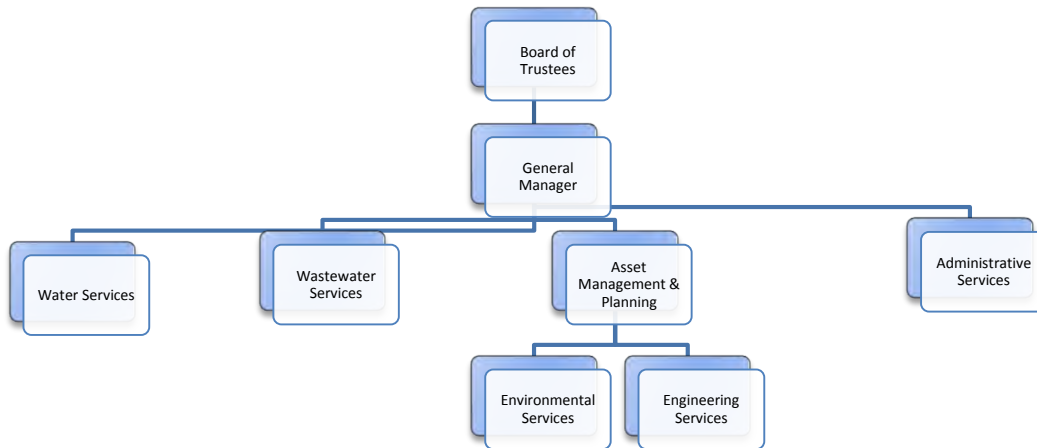 Board of
Trustees
General
Manager
Water Services
Wastewater
Services
Asset
Management &
Planning
Administrative
Services
Environmental
Services
Engineering
Services